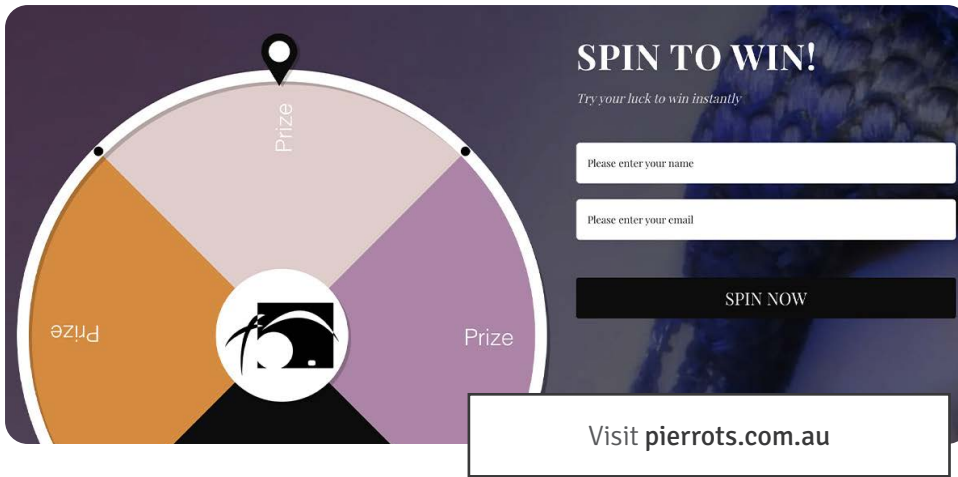 SPIN TO WIN!
Try your luck to win instantly
Please enter your name
Please enter your email
SPIN NOW
Prize
Prize
Prize
Visit pierrots.com.au